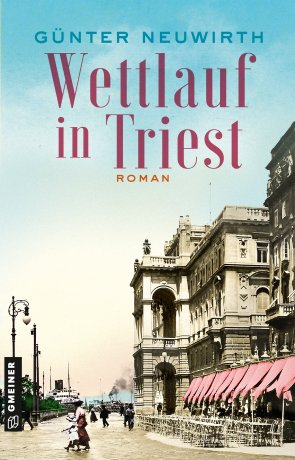 GÜNTER NEUWIRTH
Wettlauf
in Triest
ROMAN
GMEINER